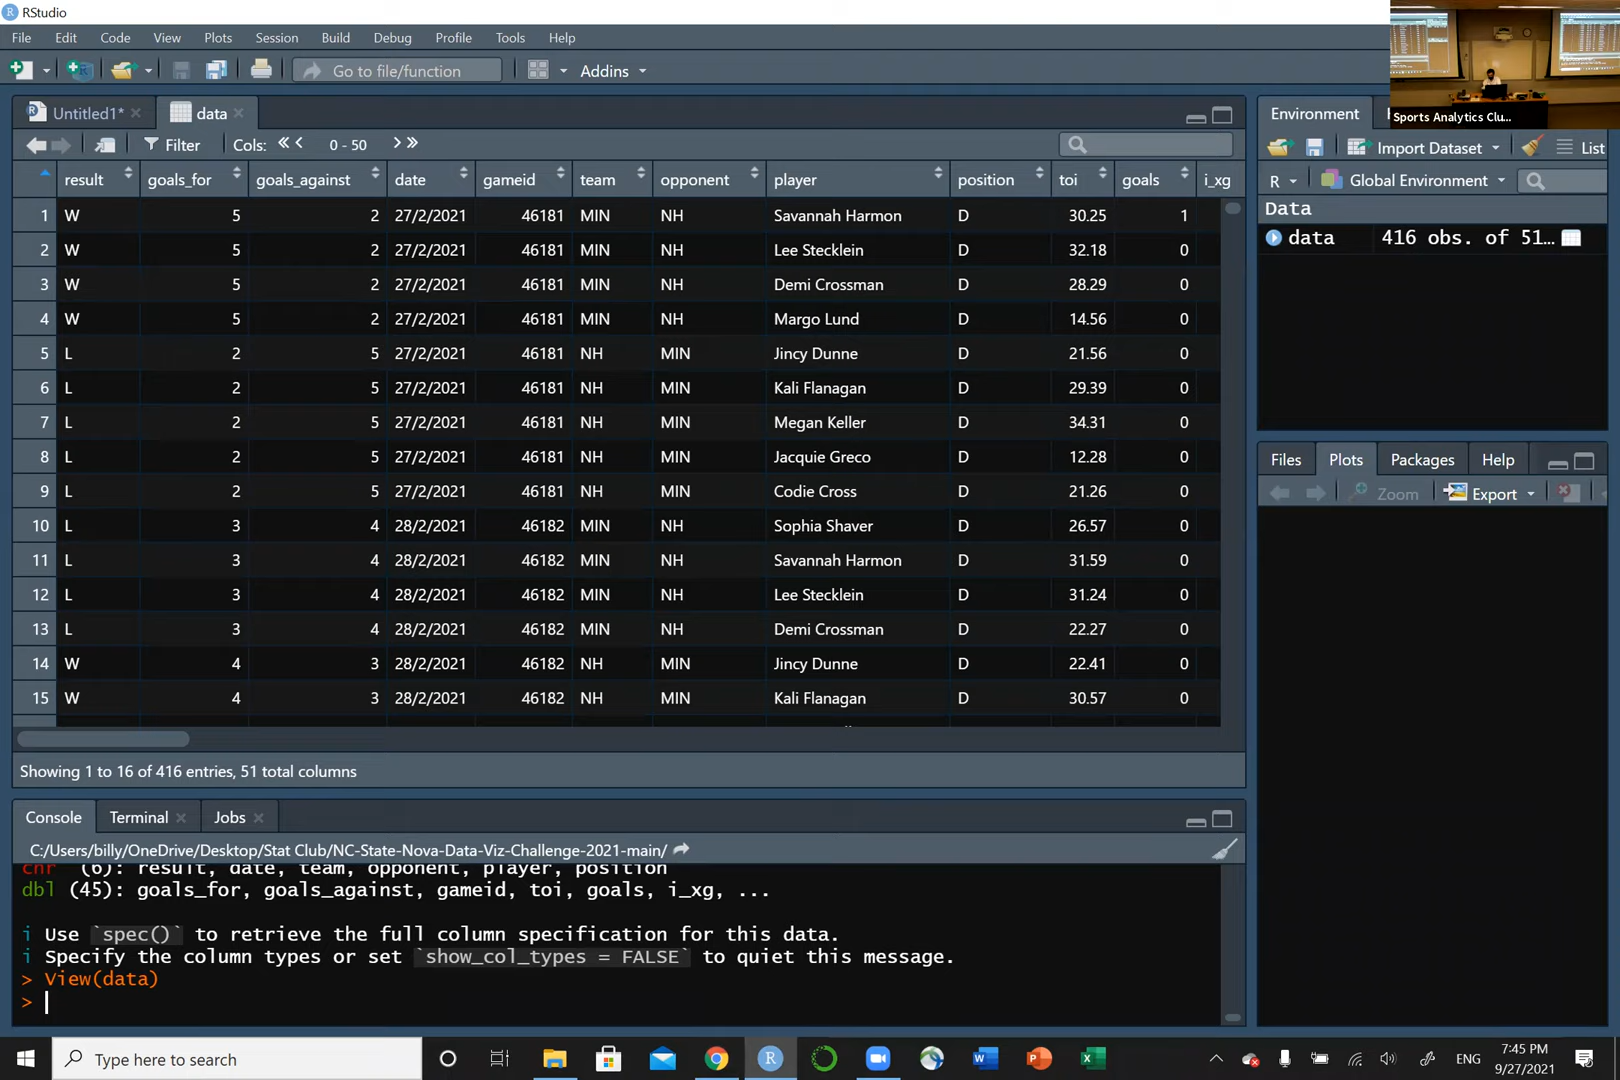 RStudio
File Edit Code View Plots Session Build Debug Profile Tools Help
Go to file/function Addins
Sports Analytics Clu...
Untitled1* data
Filter Cols: 0 - 50
result goals_for goals_against date gameid team opponent player position toi goals i_xg
1 W 5 2 27/2/2021 46181 MIN NH Savannah Harmon D 30.25 1
2 W 5 2 27/2/2021 46181 MIN NH Lee Stecklein D 32.18 0
3 W 5 2 27/2/2021 46181 MIN NH Demi Crossman D 28.29 0
4 W 5 2 27/2/2021 46181 MIN NH Margo Lund D 14.56 0
5 L 2 5 27/2/2021 46181 NH MIN Jincy Dunne D 21.56 0
6 L 2 5 27/2/2021 46181 NH MIN Kali Flanagan D 29.39 0
7 L 2 5 27/2/2021 46181 NH MIN Megan Keller D 34.31 0
8 L 2 5 27/2/2021 46181 NH MIN Jacquie Greco D 12.28 0
9 L 2 5 27/2/2021 46181 NH MIN Codie Cross D 21.26 0
10 L 3 4 28/2/2021 46182 MIN NH Sophia Shaver D 26.57 0
11 L 3 4 28/2/2021 46182 MIN NH Savannah Harmon D 31.59 0
12 L 3 4 28/2/2021 46182 MIN NH Lee Stecklein D 31.24 0
13 L 3 4 28/2/2021 46182 MIN NH Demi Crossman D 22.27 0
14 W 4 3 28/2/2021 46182 NH MIN Jincy Dunne D 22.41 0
15 W 4 3 28/2/2021 46182 NH MIN Kali Flanagan D 30.57 0
Showing 1 to 16 of 416 entries, 51 total columns
Console Terminal Jobs
C:/Users/billy/OneDrive/Desktop/Stat Club/NC-State-Nova-Data-Viz-Challenge-2021-main/
chr (6): result, date, team, opponent, player, position
dbl (45): goals_for, goals_against, gameid, toi, goals, i_xg, ...
i Use `spec()` to retrieve the full column specification for this data.
i Specify the column types or set `show_col_types = FALSE` to quiet this message.
> View(data)
>
Environment
Import Dataset List
R Global Environment
Data
data 416 obs. of 51...
Files Plots Packages Help
Zoom Export
Type here to search
ENG
7:45 PM
9/27/2021